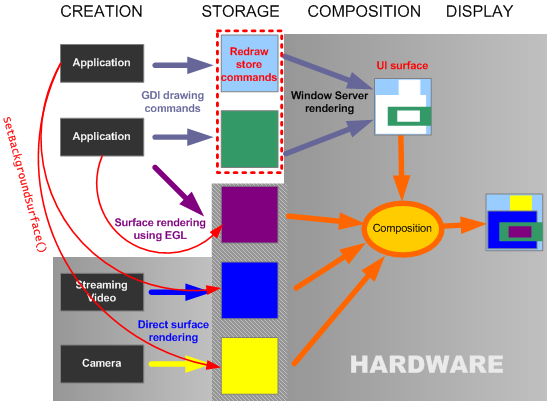 CREATION
STORAGE
COMPOSITION
DISPLAY
Application
GDI drawing
commands
Redraw
store
commands
Window Server
rendering
UI surface
Application
SetBackgroundSurface()
Surface rendering
using EGL
Composition
Streaming
Video
Direct surface
rendering
Camera
HARDWARE